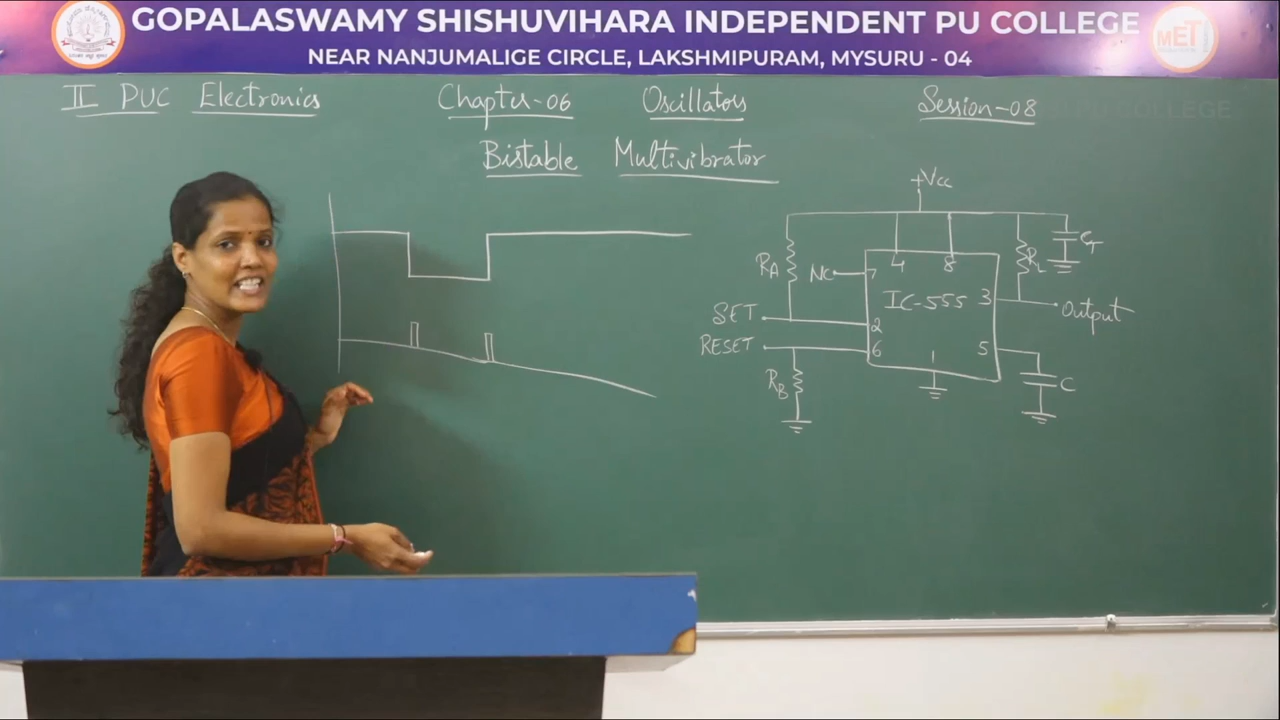 GOPALASWAMY SHISHUVIHARA INDEPENDENT PU COLLEGE
MET
NEAR NANJUMALIGE CIRCLE, LAKSHMIPURAM, MYSURU - 04
II PUC Electronics Chapter-06 Oscillators Session-08
PU COLLEGE
Bistable Multivibrator
+Vcc
RA NC 7 4 8 RL CT
IC-555 3 Output
SET 2
RESET 6 1 5
RB C